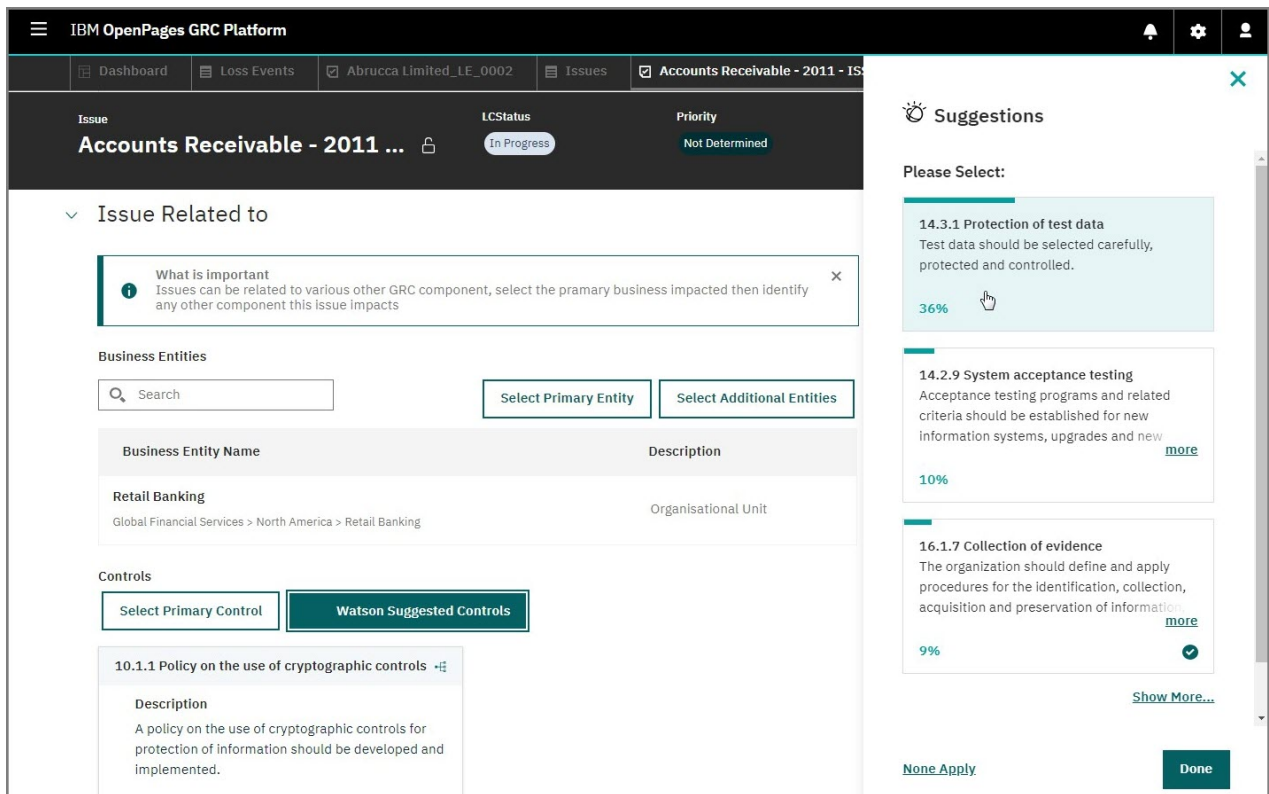 IBM OpenPages GRC Platform
Dashboard
Loss Events
Abrucca Limited_LE_0002
Issues
Accounts Receivable - 2011 - IS
Issue
Accounts Receivable - 2011 ...
LCStatus
In Progress
Priority
Not Determined
Issue Related to
What is important
Issues can be related to various other GRC component, select the pramary business impacted then identify
any other component this issue impacts
Business Entities
Search
Select Primary Entity
Select Additional Entities
Business Entity Name
Description
Retail Banking
Global Financial Services > North America > Retail Banking
Organisational Unit
Controls
Select Primary Control
Watson Suggested Controls
10.1.1 Policy on the use of cryptographic controls
Description
A policy on the use of cryptographic controls for
protection of information should be developed and
implemented.
Suggestions
Please Select:
14.3.1 Protection of test data
Test data should be selected carefully,
protected and controlled.
36%
14.2.9 System acceptance testing
Acceptance testing programs and related
criteria should be established for new
information systems, upgrades and new
more
10%
16.1.7 Collection of evidence
The organization should define and apply
procedures for the identification, collection,
acquisition and preservation of information,
more
9%
Show More...
None Apply
Done